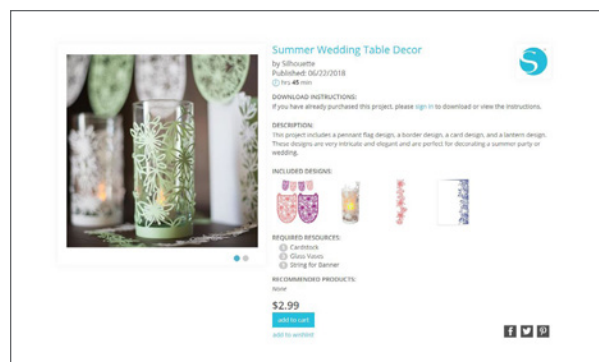 Summer Wedding Table Decor
by Silhouette
Published: 06/22/2018
hrs 45 min
DOWNLOAD INSTRUCTIONS:
If you have already purchased this project, please sign in to download or view the instructions.
DESCRIPTION:
This project includes a pennant flag design, a border design, a card design, and a lantern design.
These designs are very intricate and elegant and are perfect for decorating a summer party or
wedding.
INCLUDED DESIGNS:
REQUIRED RESOURCES:
Cardstock
Glass Vases
String for Banner
RECOMMENDED PRODUCTS:
None
$2.99
add to cart
add to wishlist